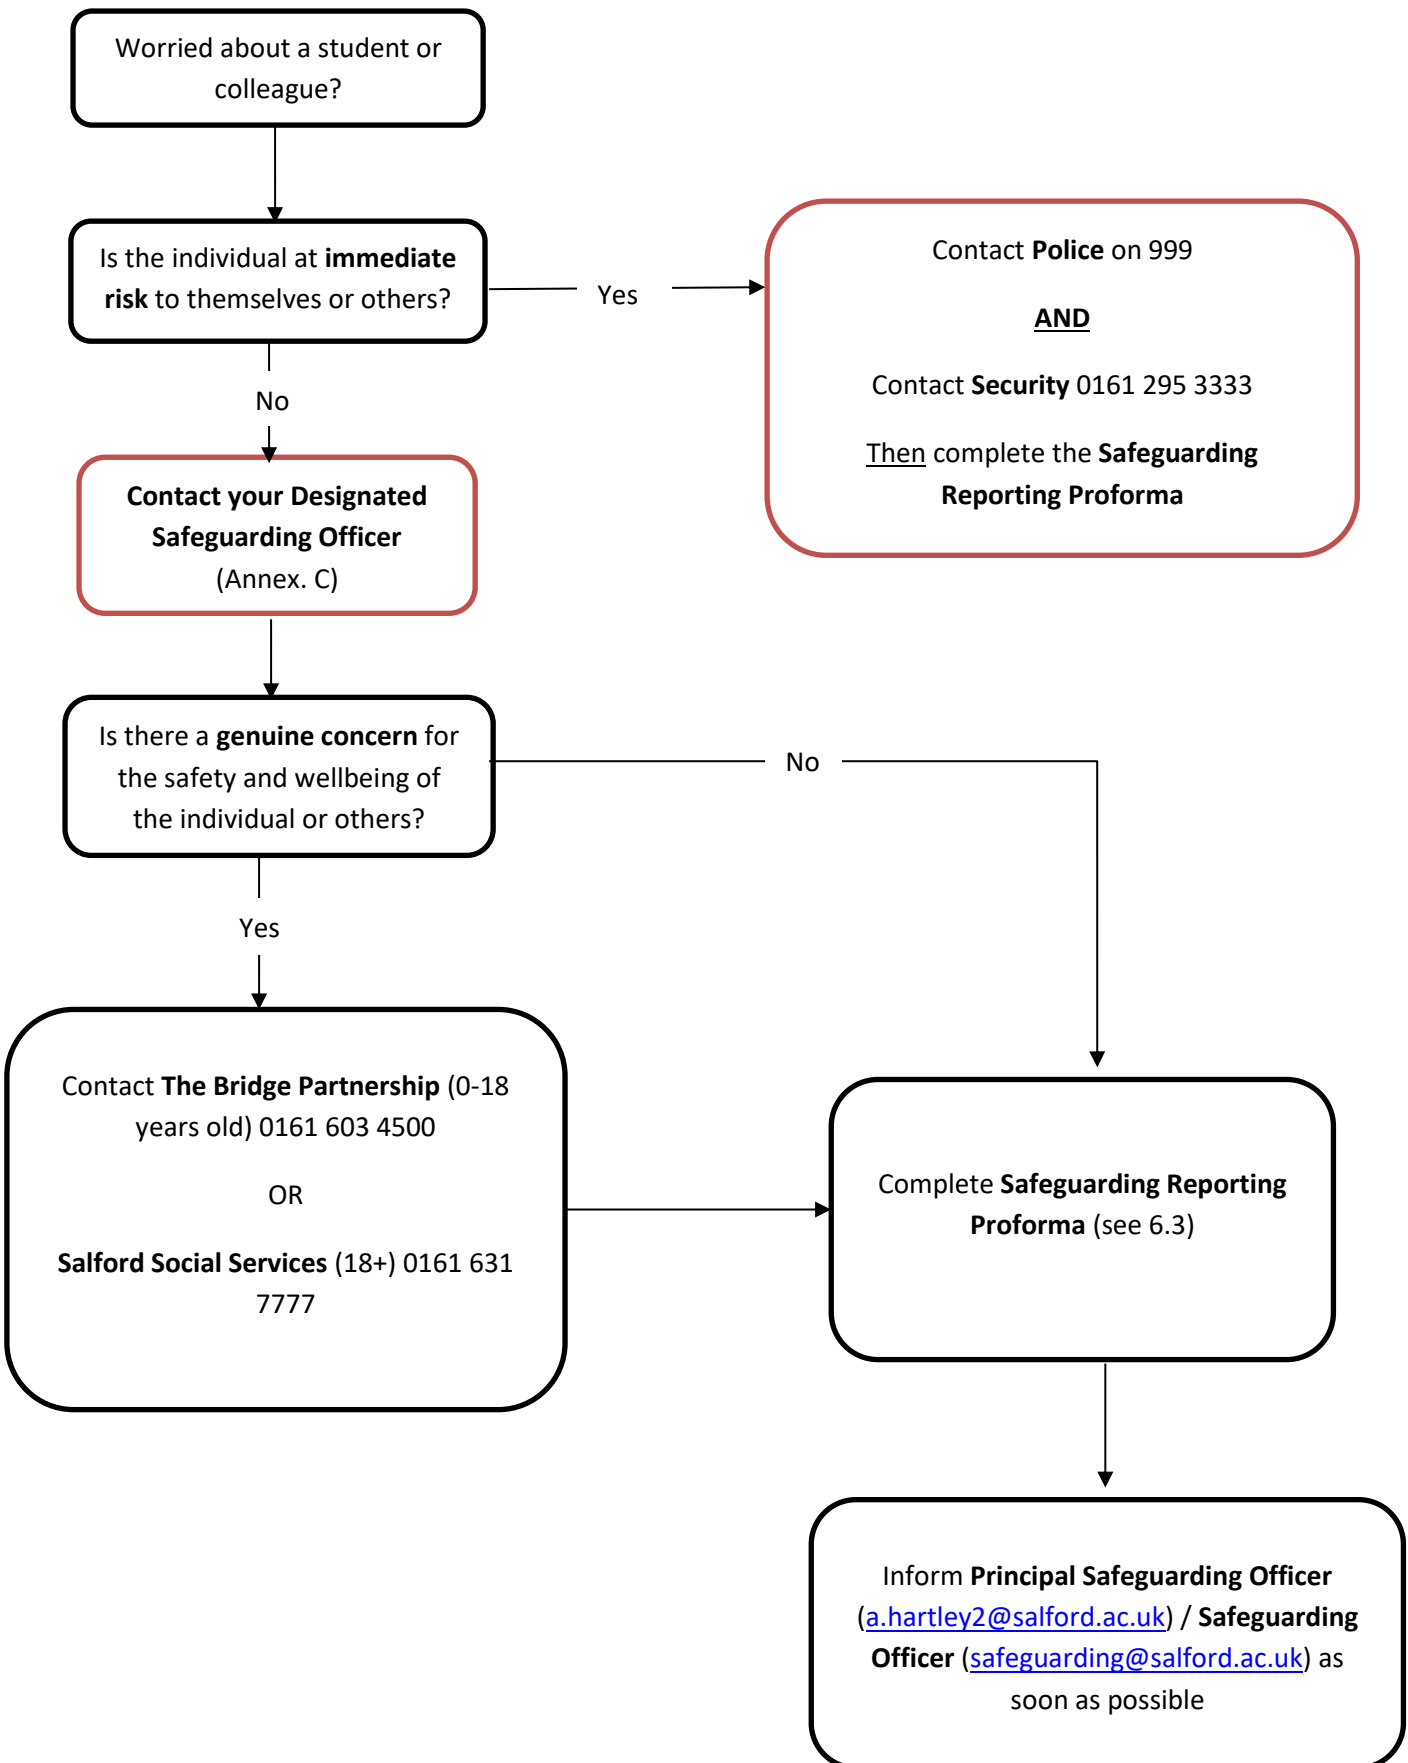 Worried about a student or
colleague?
Is the individual at immediate
risk to themselves or others?
Yes
Contact Police on 999
AND
Contact Security 0161 295 3333
Then complete the Safeguarding
Reporting Proforma
No
Contact your Designated
Safeguarding Officer
(Annex. C)
Is there a genuine concern for
the safety and wellbeing of
the individual or others?
No
Yes
Contact The Bridge Partnership (0-18
years old) 0161 603 4500
OR
Salford Social Services (18+) 0161 631
7777
Complete Safeguarding Reporting
Proforma (see 6.3)
Inform Principal Safeguarding Officer
(a.hartley2@salford.ac.uk) / Safeguarding
Officer (safeguarding@salford.ac.uk) as
soon as possible